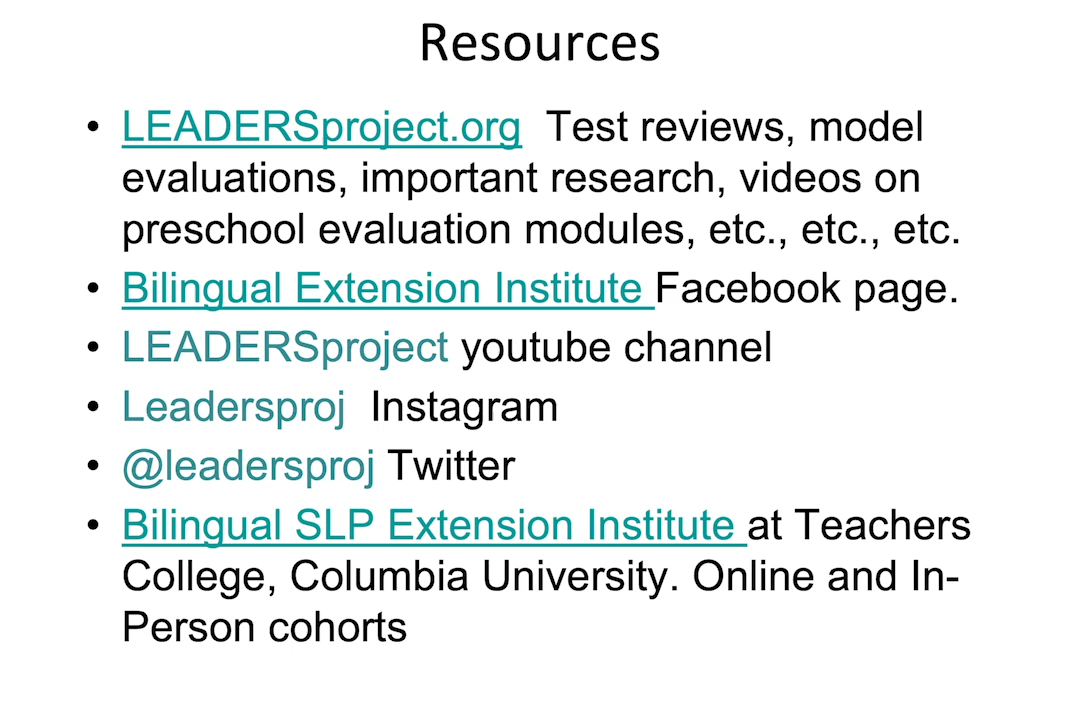 Resources
• LEADERSproject.org  Test reviews, model
evaluations, important research, videos on
preschool evaluation modules, etc., etc., etc.
• Bilingual Extension Institute Facebook page.
• LEADERSproject youtube channel
• Leadersproj  Instagram
• @leadersproj Twitter
• Bilingual SLP Extension Institute at Teachers
College, Columbia University. Online and In-
Person cohorts